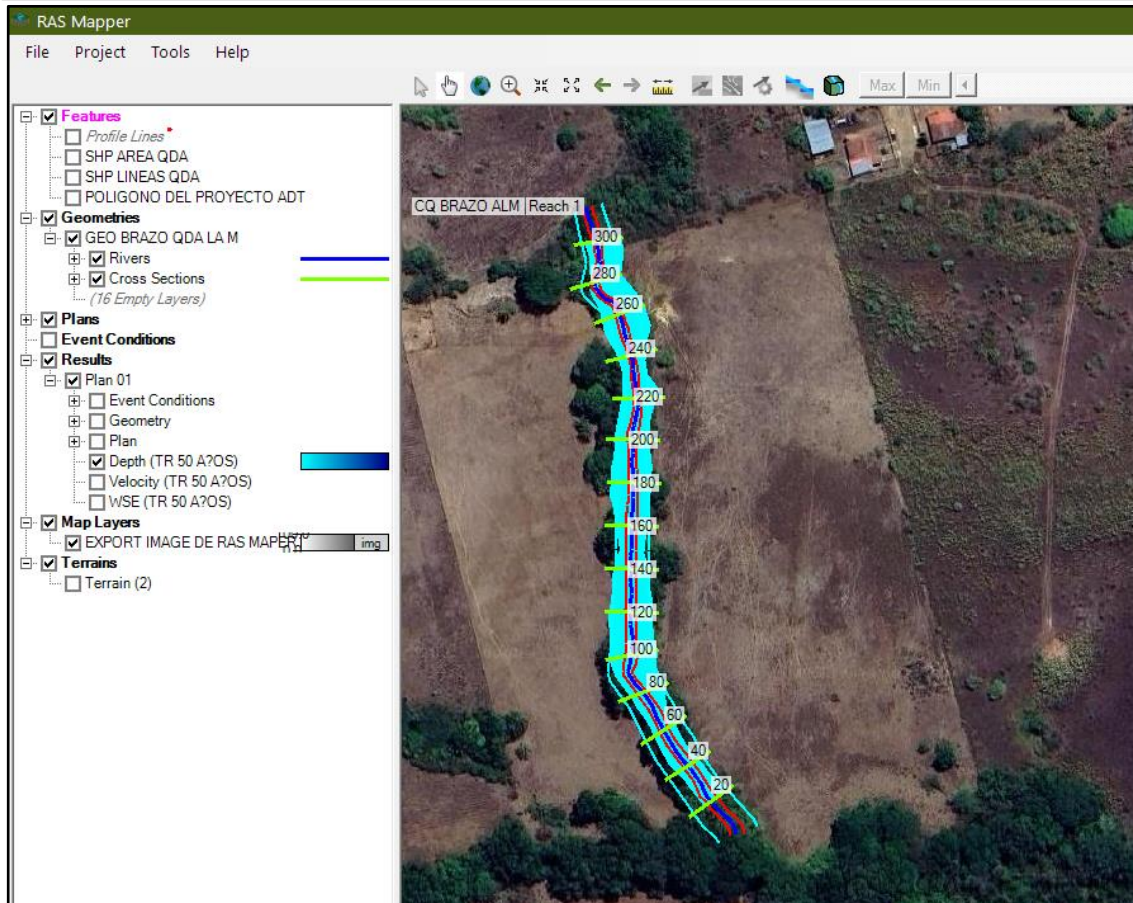 RAS Mapper
File Project Tools Help
Max Min
Features
Profile Lines
SHP AREA QDA
SHP LINEAS QDA
POLIGONO DEL PROYECTO ADT
Geometries
GEO BRAZO QDA LA M
Rivers
Cross Sections
(16 Empty Layers)
Plans
Event Conditions
Results
Plan 01
Event Conditions
Geometry
Plan
Depth (TR 50 A?OS)
Velocity (TR 50 A?OS)
WSE (TR 50 A?OS)
Map Layers
EXPORT IMAGE DE RAS MAPER img
Terrains
Terrain (2)
CQ BRAZO ALM Reach 1
300
280
260
240
220
200
180
160
140
120
100
80
60
40
20